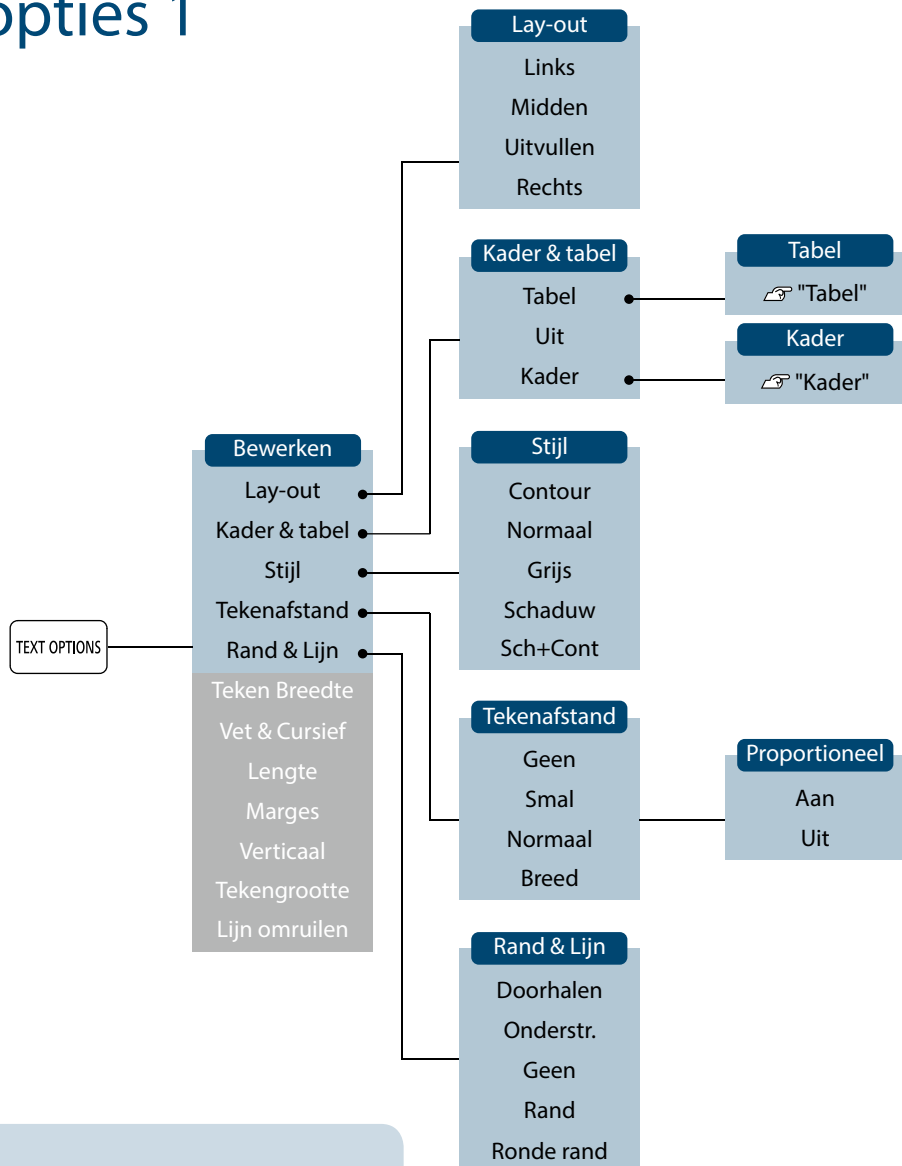 opties 1
TEXT OPTIONS
Bewerken
Lay-out
Kader & tabel
Stijl
Tekenafstand
Rand & Lijn
Teken Breedte
Vet & Cursief
Lengte
Marges
Verticaal
Tekengrootte
Lijn omruilen
Lay-out
Links
Midden
Uitvullen
Rechts
Kader & tabel
Tabel
Uit
Kader
Tabel
"Tabel"
Kader
"Kader"
Stijl
Contour
Normaal
Grijs
Schaduw
Sch+Cont
Tekenafstand
Geen
Smal
Normaal
Breed
Proportioneel
Aan
Uit
Rand & Lijn
Doorhalen
Onderstr.
Geen
Rand
Ronde rand